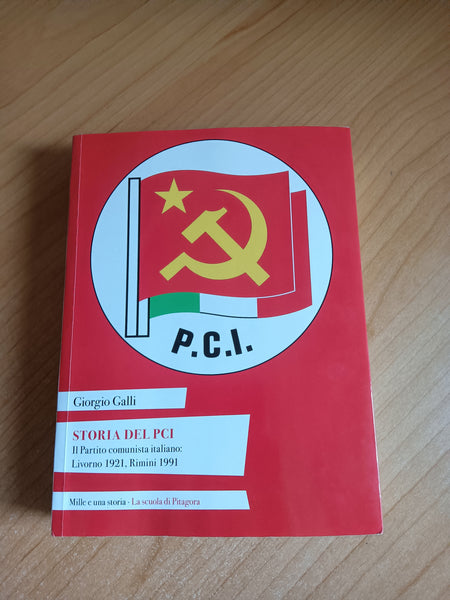 P.C.I.
Giorgio Galli
STORIA DEL PCI
Il Partito comunista italiano:
Livorno 1921, Rimini 1991
Mille e una storia - La scuola di Pitagora